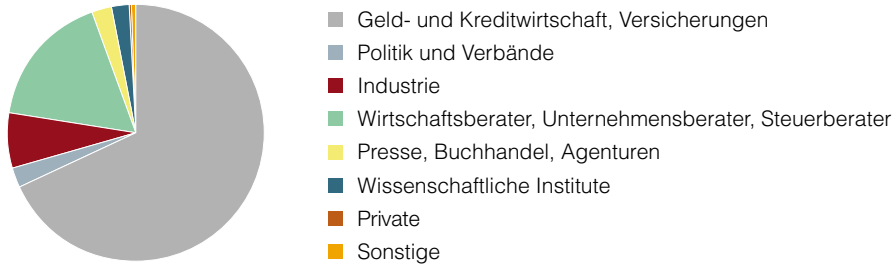 Geld- und Kreditwirtschaft, Versicherungen
Politik und Verbände
Industrie
Wirtschaftsberater, Unternehmensberater, Steuerberater
Presse, Buchhandel, Agenturen
Wissenschaftliche Institute
Private
Sonstige